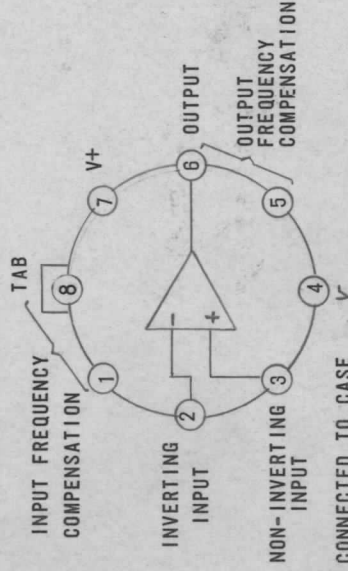 TAB
INPUT FREQUENCY
COMPENSATION
8
1
7
V+
INVERTING
INPUT
2
-
+
6
OUTPUT
OUTPUT
FREQUENCY
COMPENSATION
NON-INVERTING
INPUT
3
5
4
CONNECTED TO CASE